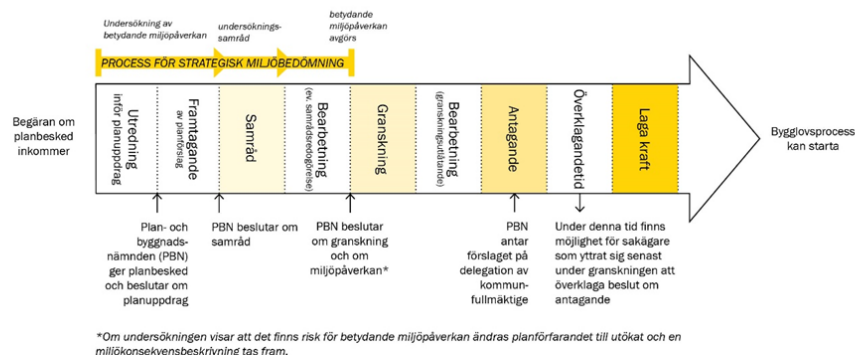 Undersökning av
betydande miljöpåverkan
undersöknings-
samråd
betydande
miljöpåverkan
avgörs
PROCESS FÖR STRATEGISK MILJÖBEDÖMNING
Begäran om
planbesked
inkommer
Utredning
inför planuppdrag
Framtagande
av planförslag
Samråd
Bearbetning
(ev. samrådsredogörelse)
Granskning
Bearbetning
(granskningsutlåtande)
Antagande
Överklagandetid
Laga kraft
Bygglovsprocess
kan starta
Plan- och
byggnads-
nämnden (PBN)
ger planbesked
och beslutar om
planuppdrag
PBN beslutar om
samråd
PBN beslutar
om granskning
och om
miljöpåverkan*
PBN
antar
förslaget på
delegation av
kommun-
fullmäktige
Under denna tid finns
möjlighet för sakägare
som yttrat sig senast
under granskningen att
överklaga beslut om
antagande
*Om undersökningen visar att det finns risk för betydande miljöpåverkan ändras planförfarandet till utökat och en
miljökonsekvensbeskrivning tas fram.